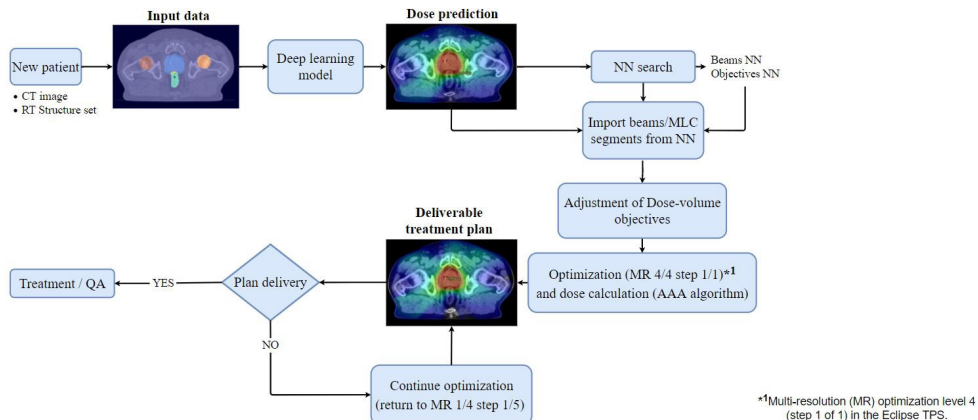 Input data
Dose prediction
New patient
• CT image
• RT Structure set
Deep learning
model
NN search
Beams NN
Objectives NN
Import beams/MLC
segments from NN
Adjustment of Dose-volume
objectives
Optimization (MR 4/4 step 1/1)*1
and dose calculation (AAA algorithm)
Deliverable
treatment plan
Plan delivery
YES
Treatment / QA
NO
Continue optimization
(return to MR 1/4 step 1/5)
*1Multi-resolution (MR) optimization level 4
(step 1 of 1) in the Eclipse TPS.